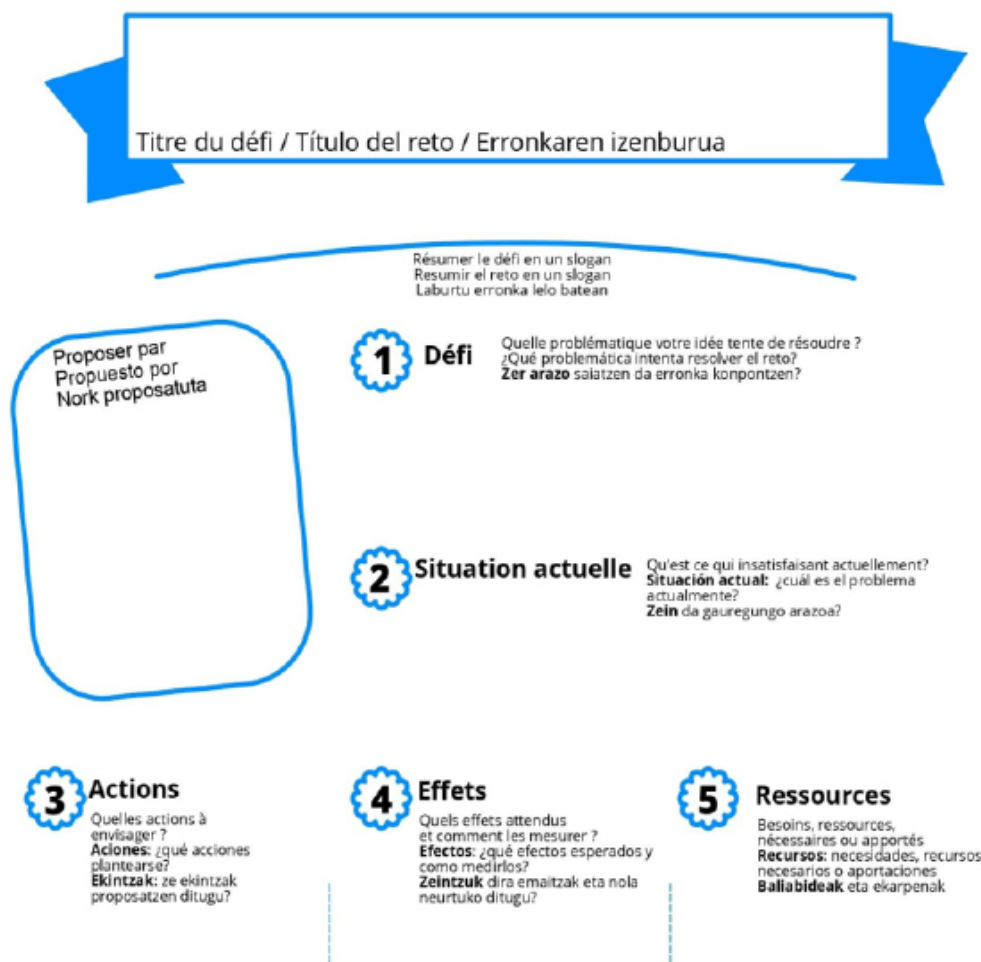 Titre du défi / Título del reto / Erronkaren izenburua
Résumer le défi en un slogan
Resumir el reto en un slogan
Laburtu erronka lelo batean
Proposer par
Propuesto por
Nork proposatuta
1 Défi
Quelle problématique votre idée tente de résoudre ?
¿Qué problemática intenta resolver el reto?
Zer arazo saiatzen da erronka konpontzen?
2 Situation actuelle
Qu'est ce qui insatisfaisant actuellement?
Situación actual: ¿cuál es el problema
actualmente?
Zein da gauregungo arazoa?
3 Actions
Quelles actions à
envisager ?
Aciones: ¿qué acciones
plantearse?
Ekintzak: ze ekintzak
proposatzen ditugu?
4 Effets
Quels effets attendus
et comment les mesurer ?
Efectos: ¿qué efectos esperados y
como medirlos?
Zeintzuk dira emaitzak eta nola
neurtuko ditugu?
5 Ressources
Besoins, ressources,
nécessaires ou apportés
Recursos: necesidades, recursos
necesarios o aportaciones
Baliabideak eta ekarpenak